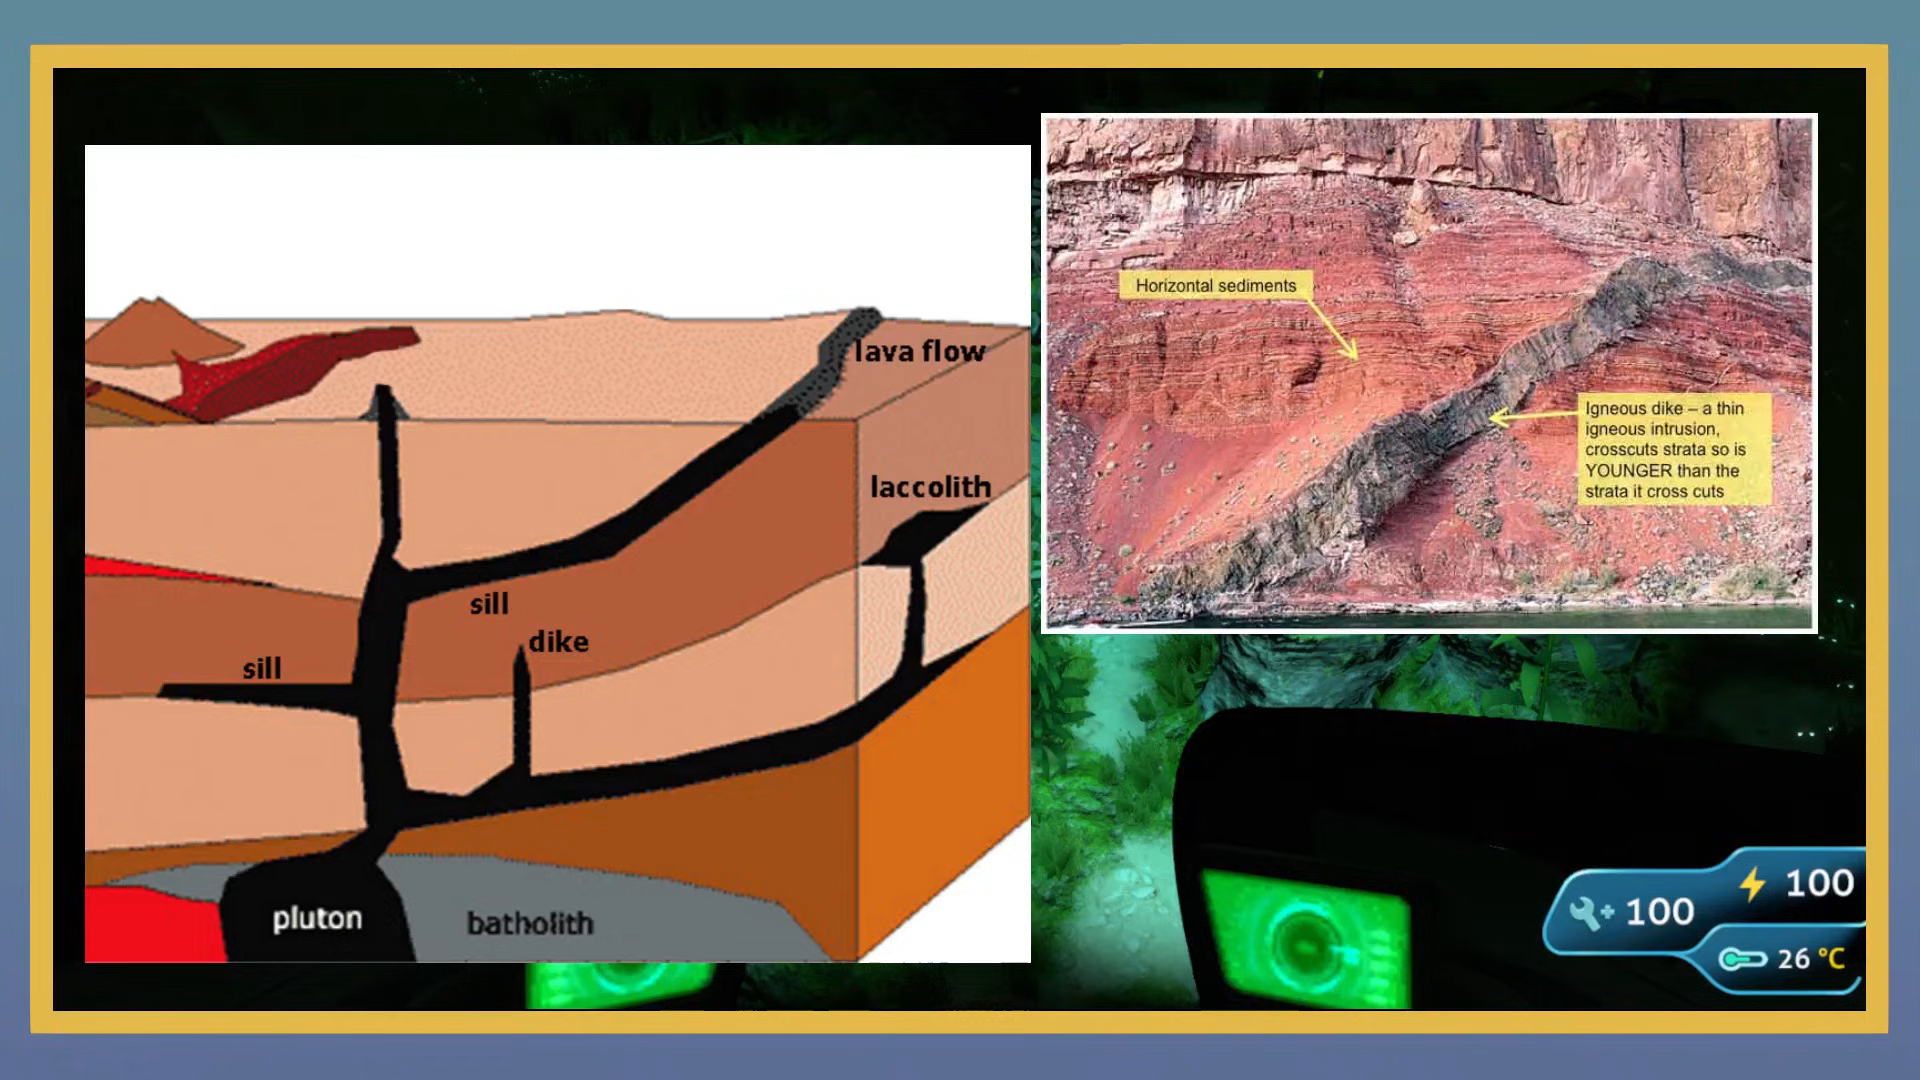 lava flow
laccolith
sill
dike
sill
pluton
batholith
Horizontal sediments
Igneous dike – a thin
igneous intrusion,
crosscuts strata so is
YOUNGER than the
strata it cross cuts
100
100
26 °C